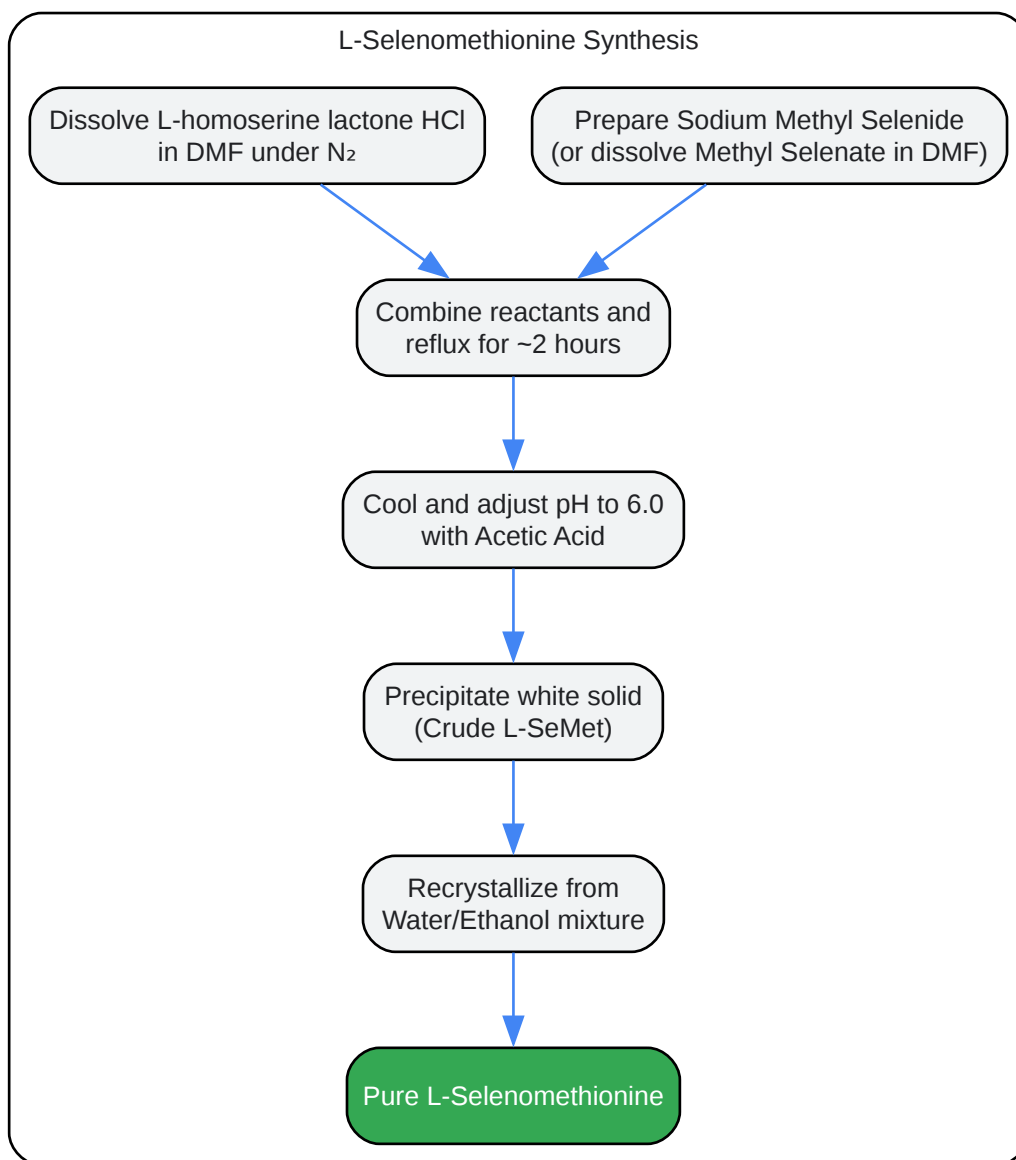 L-Selenomethionine Synthesis
Dissolve L-homoserine lactone HCl
in DMF under N₂
Prepare Sodium Methyl Selenide
(or dissolve Methyl Selenate in DMF)
Combine reactants and
reflux for ~2 hours
Cool and adjust pH to 6.0
with Acetic Acid
Precipitate white solid
(Crude L-SeMet)
Recrystallize from
Water/Ethanol mixture
Pure L-Selenomethionine